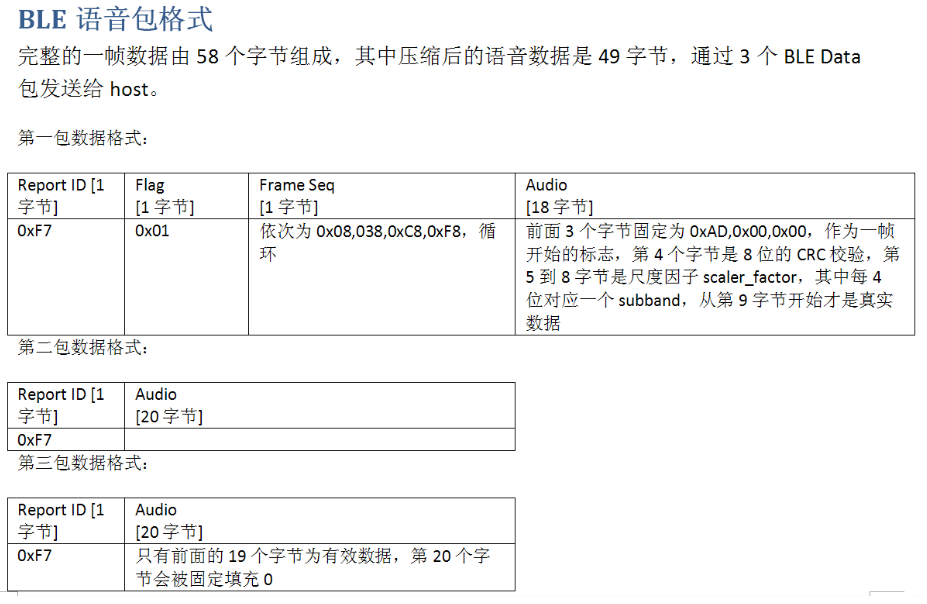 BLE 语音包格式
完整的一帧数据由 58 个字节组成，其中压缩后的语音数据是 49 字节，通过 3 个 BLE Data
包发送给 host。
第一包数据格式：
Report ID [1
字节]
Flag
[1 字节]
Frame Seq
[1 字节]
Audio
[18 字节]
0xF7
0x01
依次为 0x08,038,0xC8,0xF8，循
环
前面 3 个字节固定为 0xAD,0x00,0x00，作为一帧
开始的标志，第 4 个字节是 8 位的 CRC 校验，第
5 到 8 字节是尺度因子 scaler_factor，其中每 4
位对应一个 subband，从第 9 字节开始才是真实
数据
第二包数据格式：
Report ID [1
字节]
Audio
[20 字节]
0xF7
第三包数据格式：
Report ID [1
字节]
Audio
[20 字节]
0xF7
只有前面的 19 个字节为有效数据，第 20 个字
节会被固定填充 0